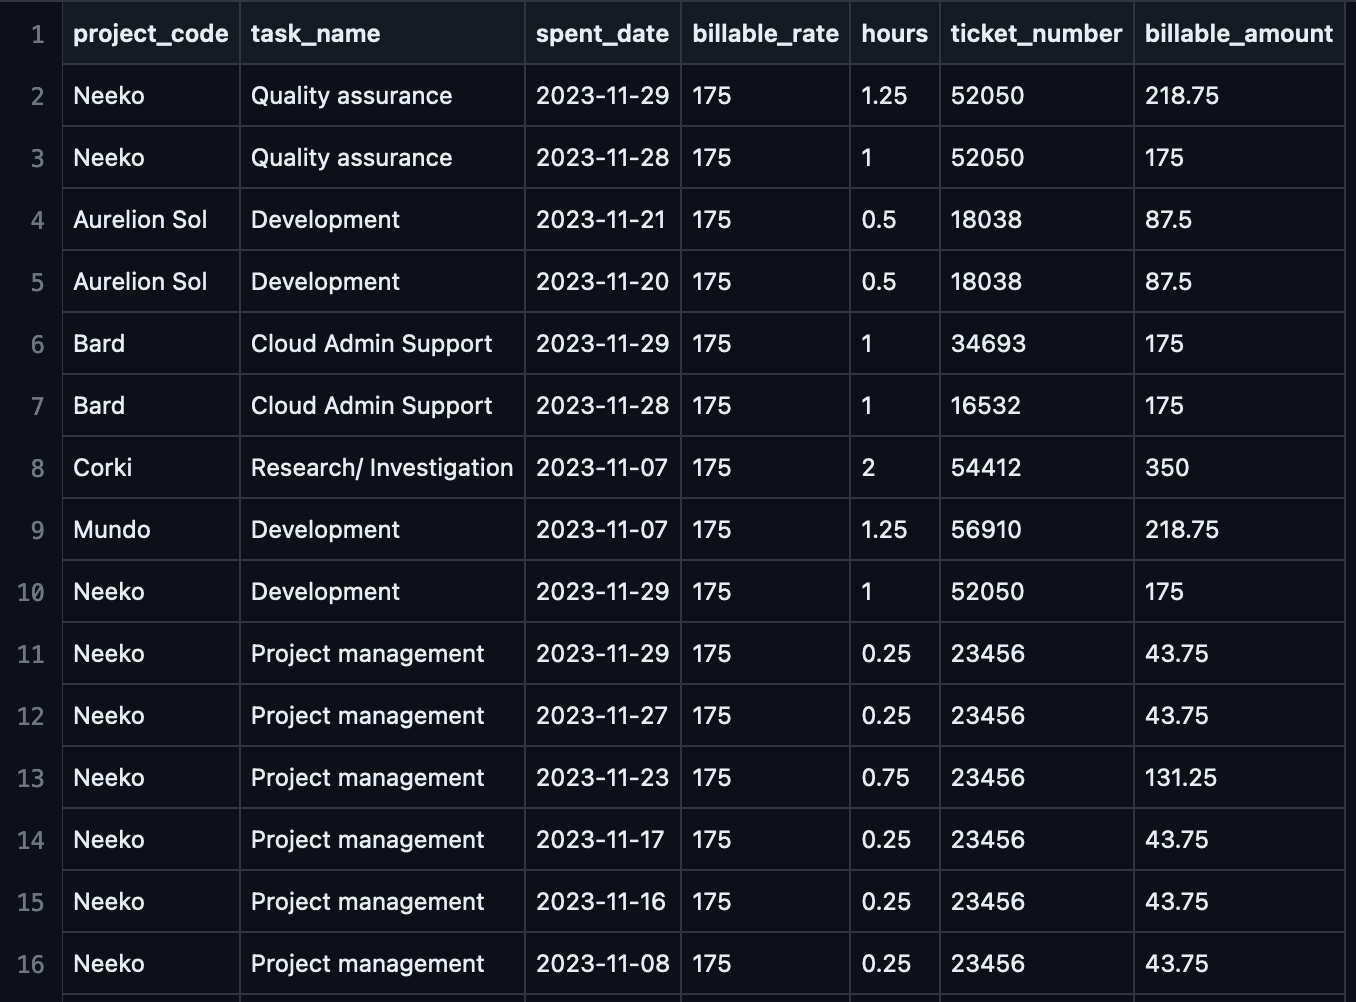 1 project_code task_name spent_date billable_rate hours ticket_number billable_amount
2 Neeko Quality assurance 2023-11-29 175 1.25 52050 218.75
3 Neeko Quality assurance 2023-11-28 175 1 52050 175
4 Aurelion Sol Development 2023-11-21 175 0.5 18038 87.5
5 Aurelion Sol Development 2023-11-20 175 0.5 18038 87.5
6 Bard Cloud Admin Support 2023-11-29 175 1 34693 175
7 Bard Cloud Admin Support 2023-11-28 175 1 16532 175
8 Corki Research/ Investigation 2023-11-07 175 2 54412 350
9 Mundo Development 2023-11-07 175 1.25 56910 218.75
10 Neeko Development 2023-11-29 175 1 52050 175
11 Neeko Project management 2023-11-29 175 0.25 23456 43.75
12 Neeko Project management 2023-11-27 175 0.25 23456 43.75
13 Neeko Project management 2023-11-23 175 0.75 23456 131.25
14 Neeko Project management 2023-11-17 175 0.25 23456 43.75
15 Neeko Project management 2023-11-16 175 0.25 23456 43.75
16 Neeko Project management 2023-11-08 175 0.25 23456 43.75